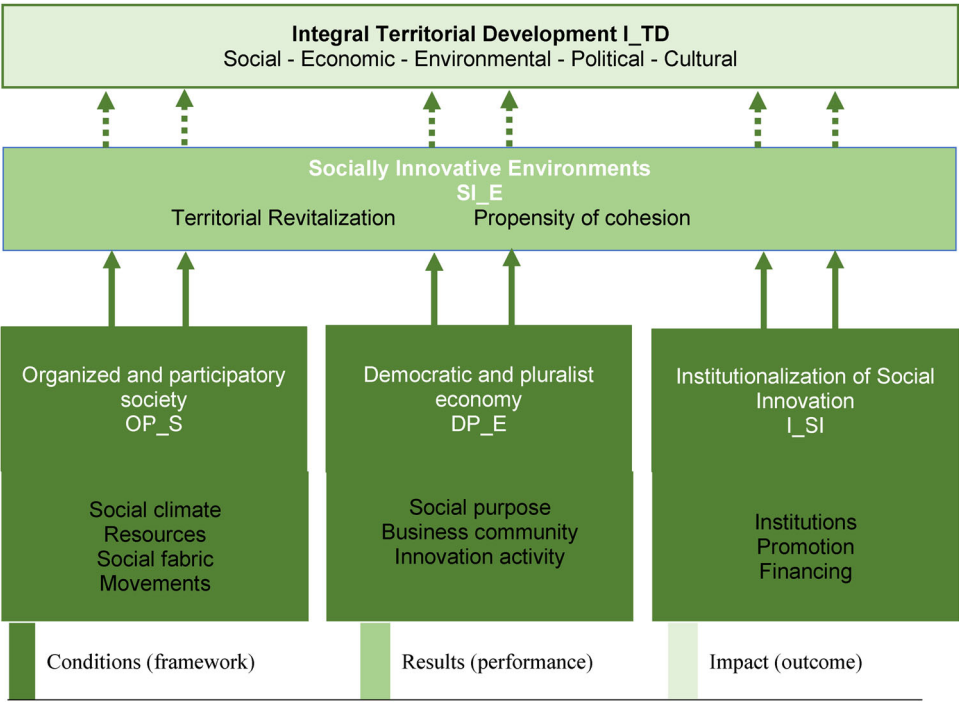 Integral Territorial Development I_TD
Social - Economic - Environmental - Political - Cultural
Socially Innovative Environments
SI_E
Territorial Revitalization Propensity of cohesion
Organized and participatory
society
OP_S
Social climate
Resources
Social fabric
Movements
Democratic and pluralist
economy
DP_E
Social purpose
Business community
Innovation activity
Institutionalization of Social
Innovation
I_SI
Institutions
Promotion
Financing
Conditions (framework)
Results (performance)
Impact (outcome)